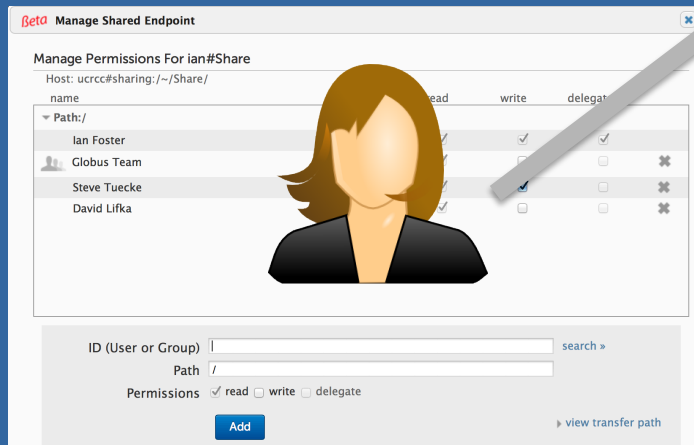 Beta Manage Shared Endpoint
Manage Permissions For ian#Share
Host: ucrcc#sharing:/~/Share/
name write
Path:/
Ian Foster
Globus Team
Steve Tuecke
David Lifka
ID (User or Group) search »
Path /
Permissions read write delegate
Add view transfer path